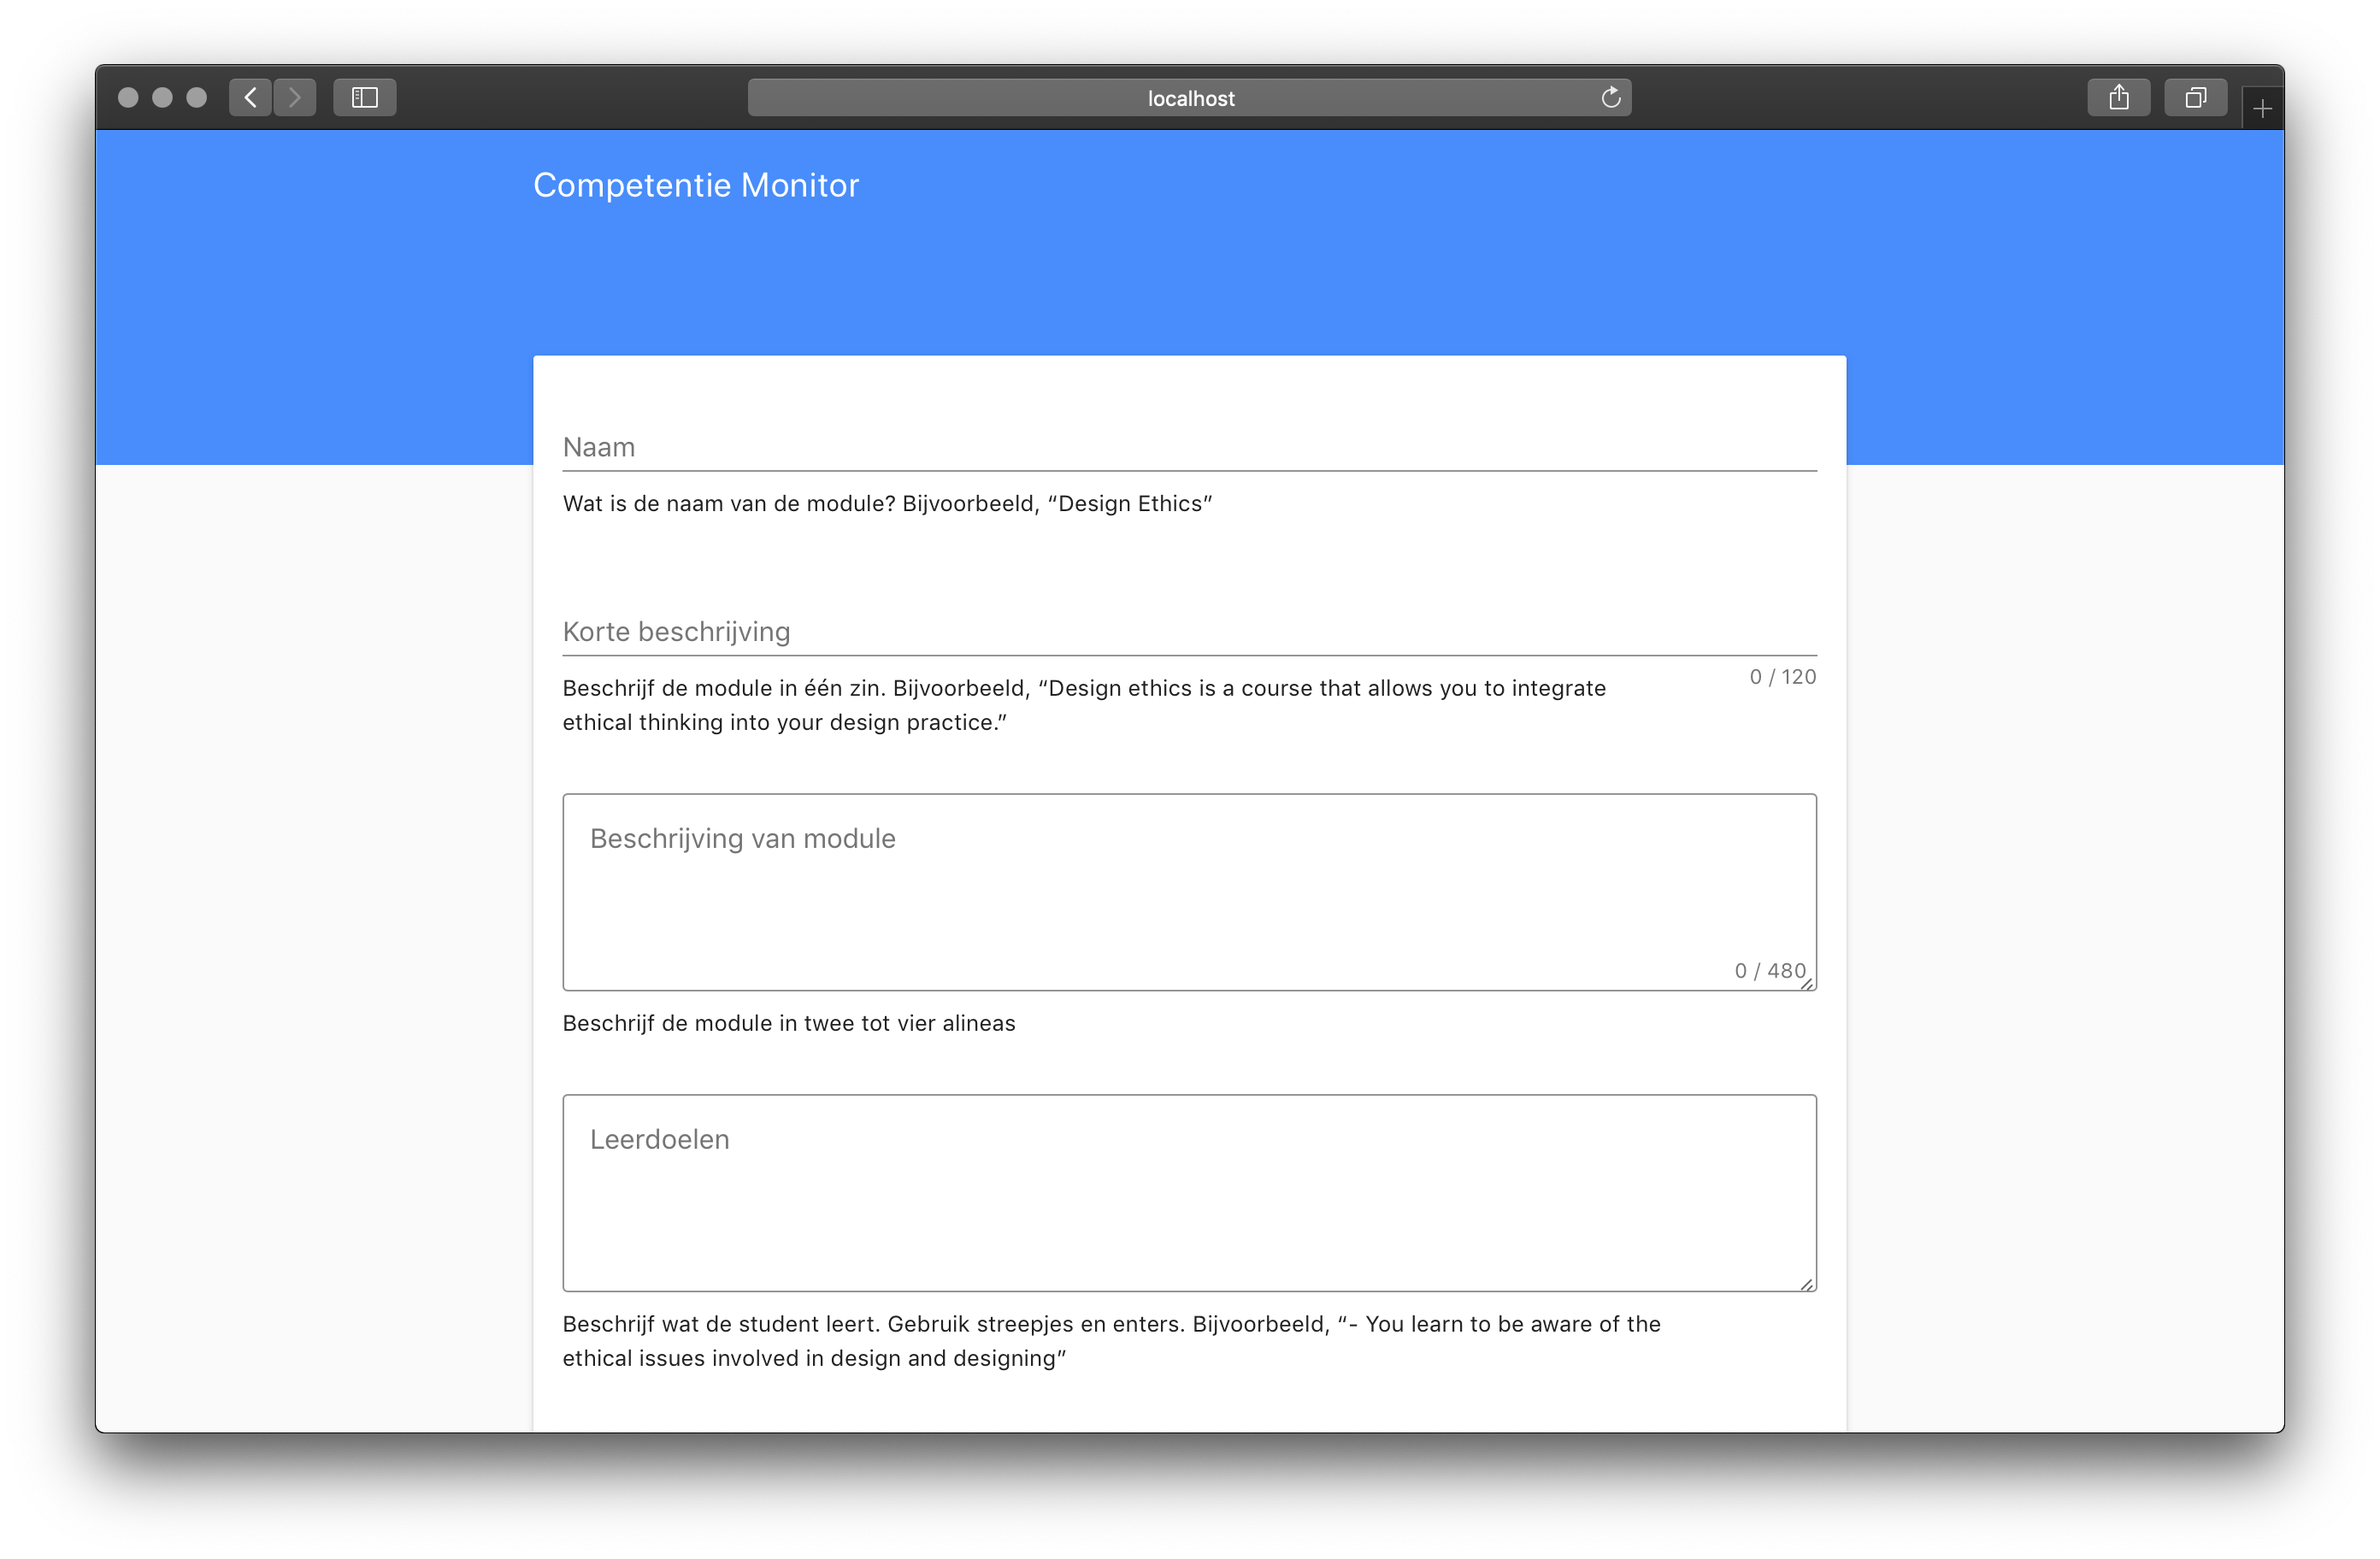 localhost
Competentie Monitor
Naam
Wat is de naam van de module? Bijvoorbeeld, “Design Ethics”
Korte beschrijving
0 / 120
Beschrijf de module in één zin. Bijvoorbeeld, “Design ethics is a course that allows you to integrate
ethical thinking into your design practice.”
Beschrijving van module
0 / 480
Beschrijf de module in twee tot vier alineas
Leerdoelen
Beschrijf wat de student leert. Gebruik streepjes en enters. Bijvoorbeeld, “- You learn to be aware of the
ethical issues involved in design and designing”